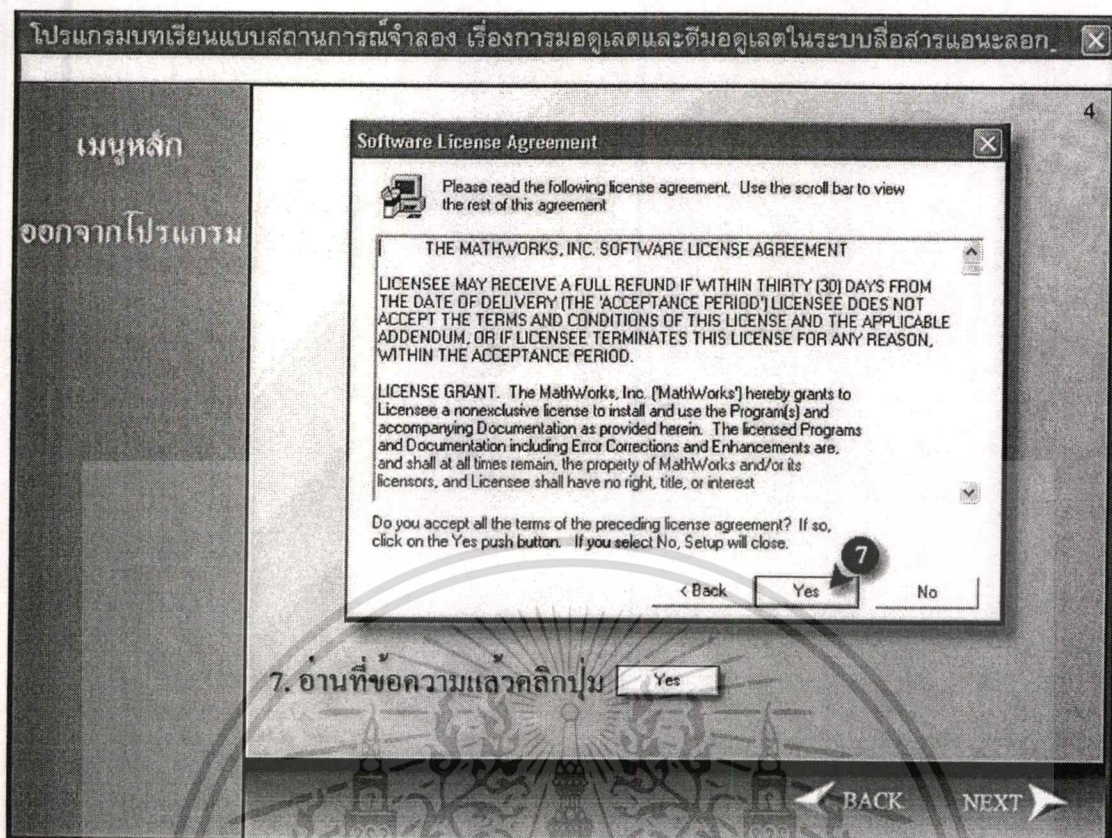 โปรแกรมบทเรียนแบบสถานการณ์จำลอง เรื่องการมอดูเลตและดีมอดูเลตในระบบสื่อสารแอนะลอก_
4
เมนูหลัก
ออกจากโปรแกรม
Software License Agreement
Please read the following license agreement. Use the scroll bar to view
the rest of this agreement
THE MATHWORKS, INC. SOFTWARE LICENSE AGREEMENT
LICENSEE MAY RECEIVE A FULL REFUND IF WITHIN THIRTY (30) DAYS FROM
THE DATE OF DELIVERY (THE 'ACCEPTANCE PERIOD') LICENSEE DOES NOT
ACCEPT THE TERMS AND CONDITIONS OF THIS LICENSE AND THE APPLICABLE
ADDENDUM, OR IF LICENSEE TERMINATES THIS LICENSE FOR ANY REASON,
WITHIN THE ACCEPTANCE PERIOD.
LICENSE GRANT. The MathWorks, Inc. ('MathWorks') hereby grants to
Licensee a nonexclusive license to install and use the Program(s) and
accompanying Documentation as provided herein. The licensed Programs
and Documentation including Error Corrections and Enhancements are,
and shall at all times remain, the property of MathWorks and/or its
licensors, and Licensee shall have no right, title, or interest
Do you accept all the terms of the preceding license agreement? If so,
click on the Yes push button. If you select No, Setup will close.
7
< Back Yes No
7. อ่านที่ข้อความแล้วคลิกปุ่ม Yes
BACK NEXT